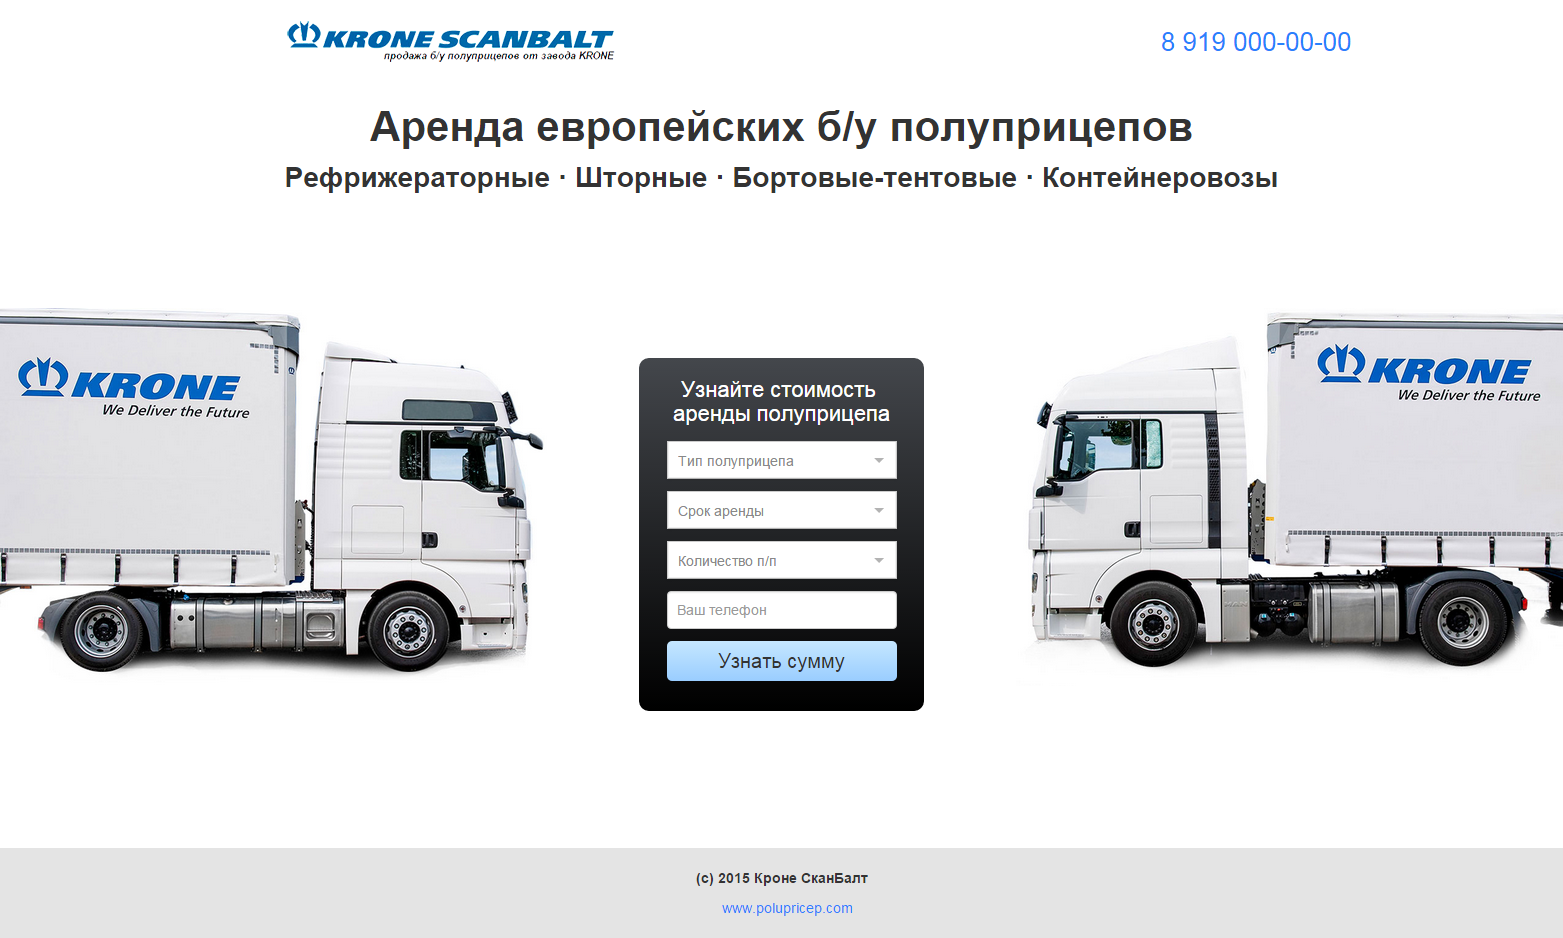 KRONE SCANBALT
продажа б/у полуприцепов от завода KRONE
8 919 000-00-00
Аренда европейских б/у полуприцепов
Рефрижераторные · Шторные · Бортовые-тентовые · Контейнеровозы
KRONE
We Deliver the Future
KRONE
We Deliver the Future
Узнайте стоимость
аренды полуприцепа
Тип полуприцепа
Срок аренды
Количество п/п
Ваш телефон
Узнать сумму
(c) 2015 Кроне СканБалт
www.polupricep.com